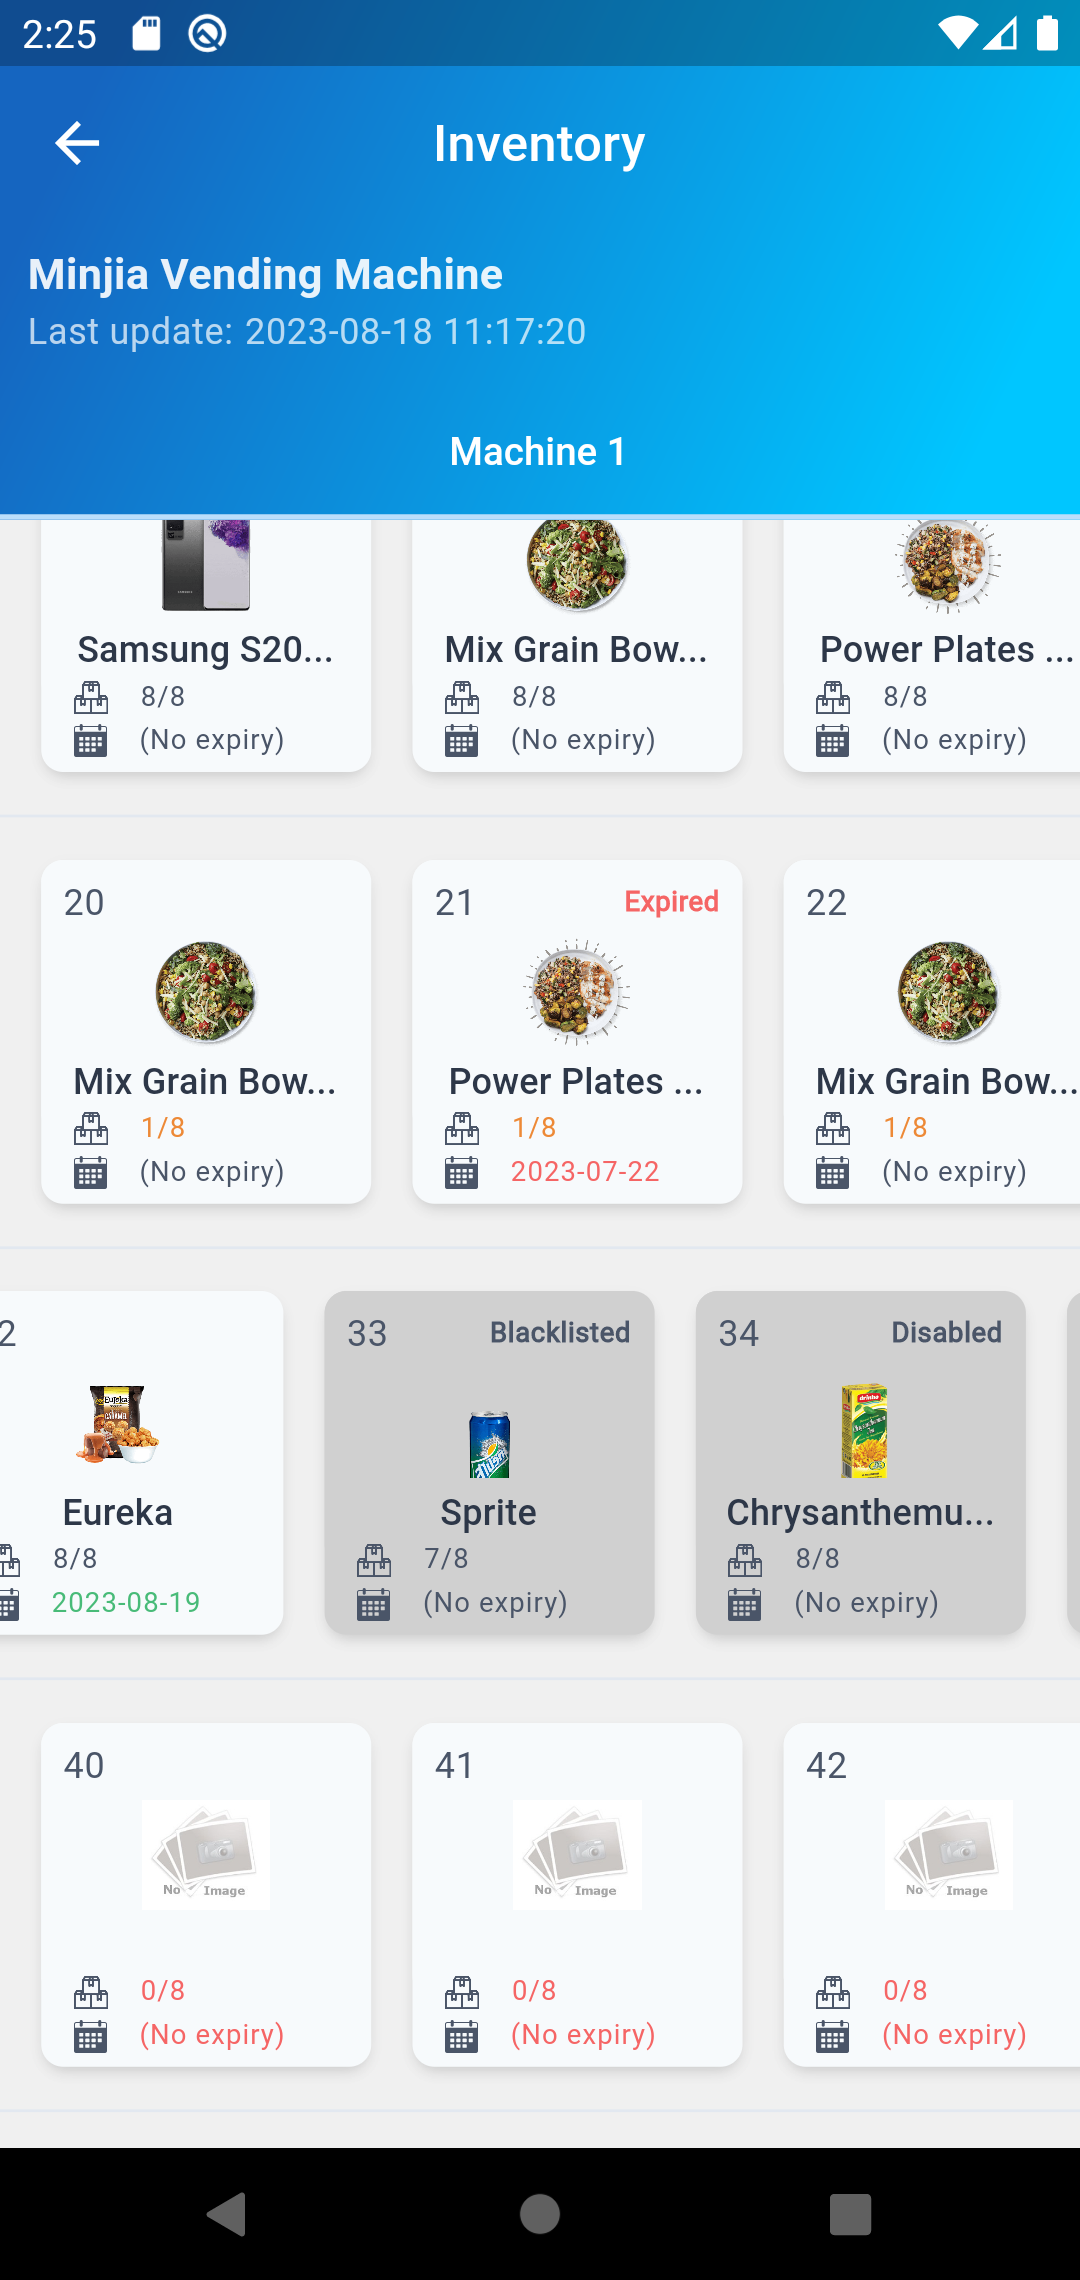 2:25
Inventory
Minjia Vending Machine
Last update: 2023-08-18 11:17:20
Machine 1
Samsung S20...
Mix Grain Bow...
Power Plates ...
8/8
8/8
8/8
(No expiry)
(No expiry)
(No expiry)
20
21
Expired
22
Mix Grain Bow...
Power Plates ...
Mix Grain Bow...
1/8
1/8
1/8
(No expiry)
2023-07-22
(No expiry)
2
33
Blacklisted
34
Disabled
Eureka
CARAMEL
Sprite
drinho
Eureka
Sprite
Chrysanthemu...
8/8
7/8
8/8
2023-08-19
(No expiry)
(No expiry)
40
41
42
No Image
No Image
No Image
0/8
0/8
0/8
(No expiry)
(No expiry)
(No expiry)